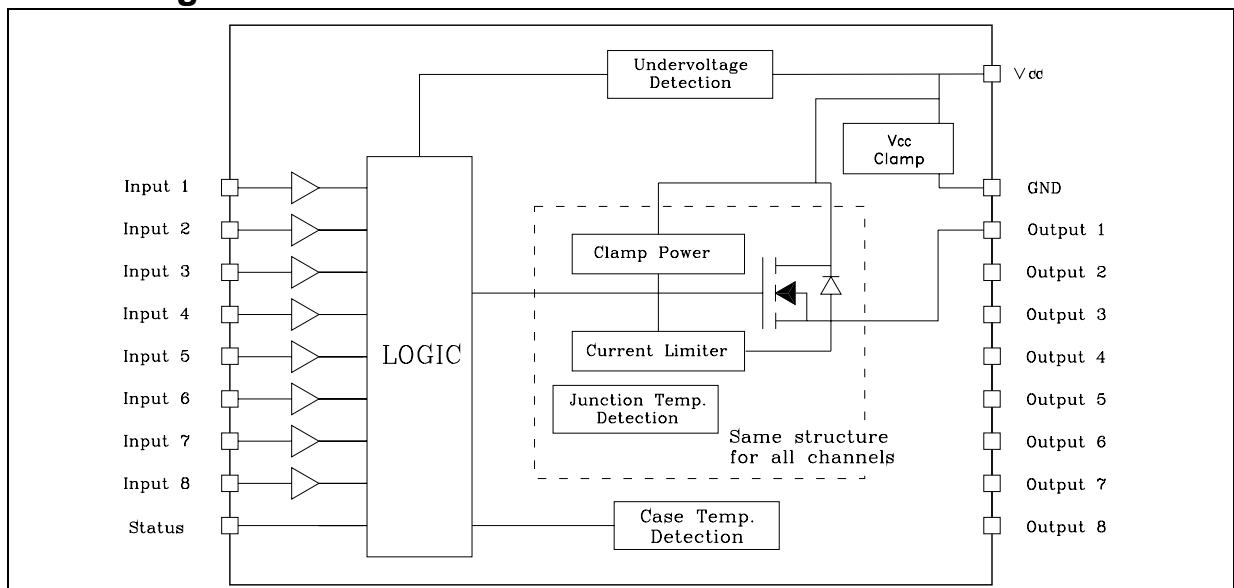 Undervoltage
Detection
Vcc
Vcc
Clamp
Input 1
GND
Input 2
Output 1
Clamp Power
Input 3
Output 2
Input 4
Output 3
Input 5
LOGIC
Current Limiter
Output 4
Input 6
Junction Temp.
Detection
Output 5
Input 7
Same structure
for all channels
Output 6
Input 8
Output 7
Status
Case Temp.
Detection
Output 8